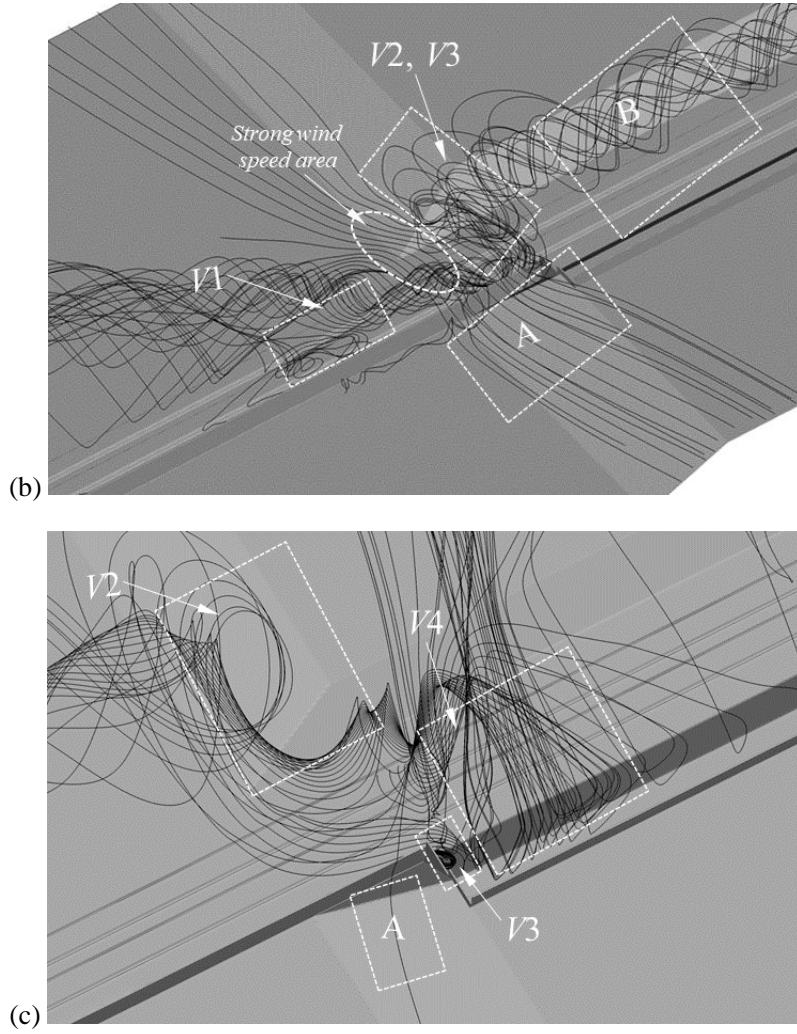 V2, V3
B
Strong wind
speed area
V1
A
(b)
V2
V4
A
V3
(c)